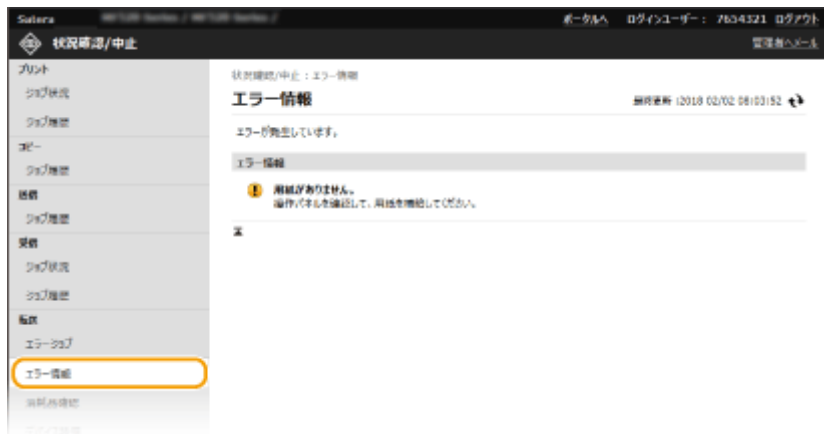 Satera
ポータルへ ログインユーザー： 7654321 ログアウト
状況確認/中止
管理者へメール
プリント
ジョブ状況
ジョブ履歴
コピー
ジョブ履歴
送信
ジョブ履歴
受信
ジョブ状況
ジョブ履歴
転送
エラージョブ
エラー情報
消耗品確認
状況確認/中止：エラー情報
エラー情報
最終更新 :2018 02/02 08:03:52
エラーが発生しています。
エラー情報
用紙がありません。
操作パネルを確認して、用紙を補給してください。